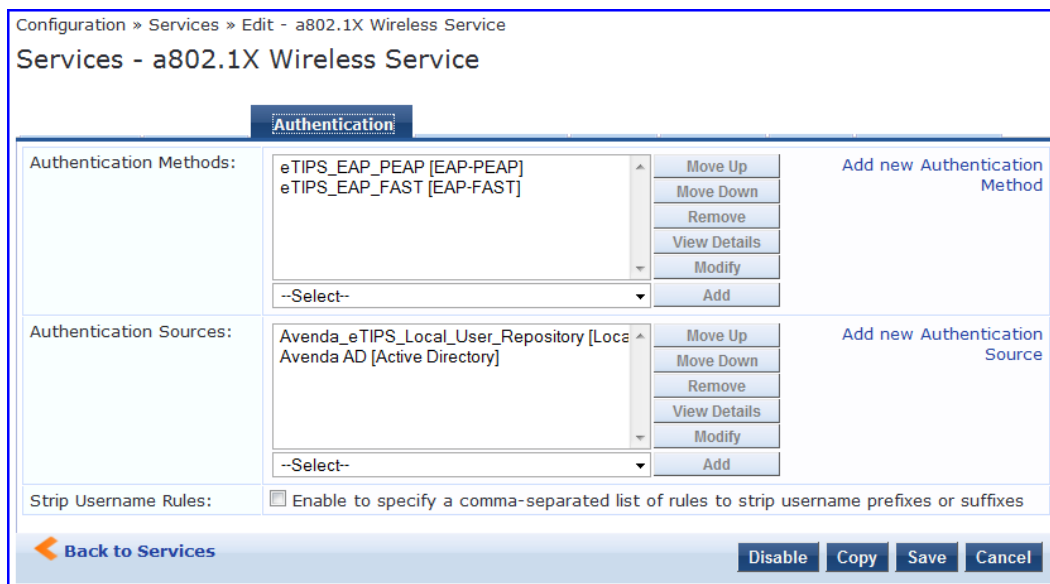 Configuration » Services » Edit - a802.1X Wireless Service
Services - a802.1X Wireless Service
Authentication
Authentication Methods:
eTIPS_EAP_PEAP [EAP-PEAP]
eTIPS_EAP_FAST [EAP-FAST]
Move Up
Move Down
Remove
View Details
Modify
--Select--
Add
Add new Authentication
Method
Authentication Sources:
Avenda_eTIPS_Local_User_Repository [Loca
Avenda AD [Active Directory]
Move Up
Move Down
Remove
View Details
Modify
--Select--
Add
Add new Authentication
Source
Strip Username Rules:
Enable to specify a comma-separated list of rules to strip username prefixes or suffixes
Back to Services
Disable
Copy
Save
Cancel